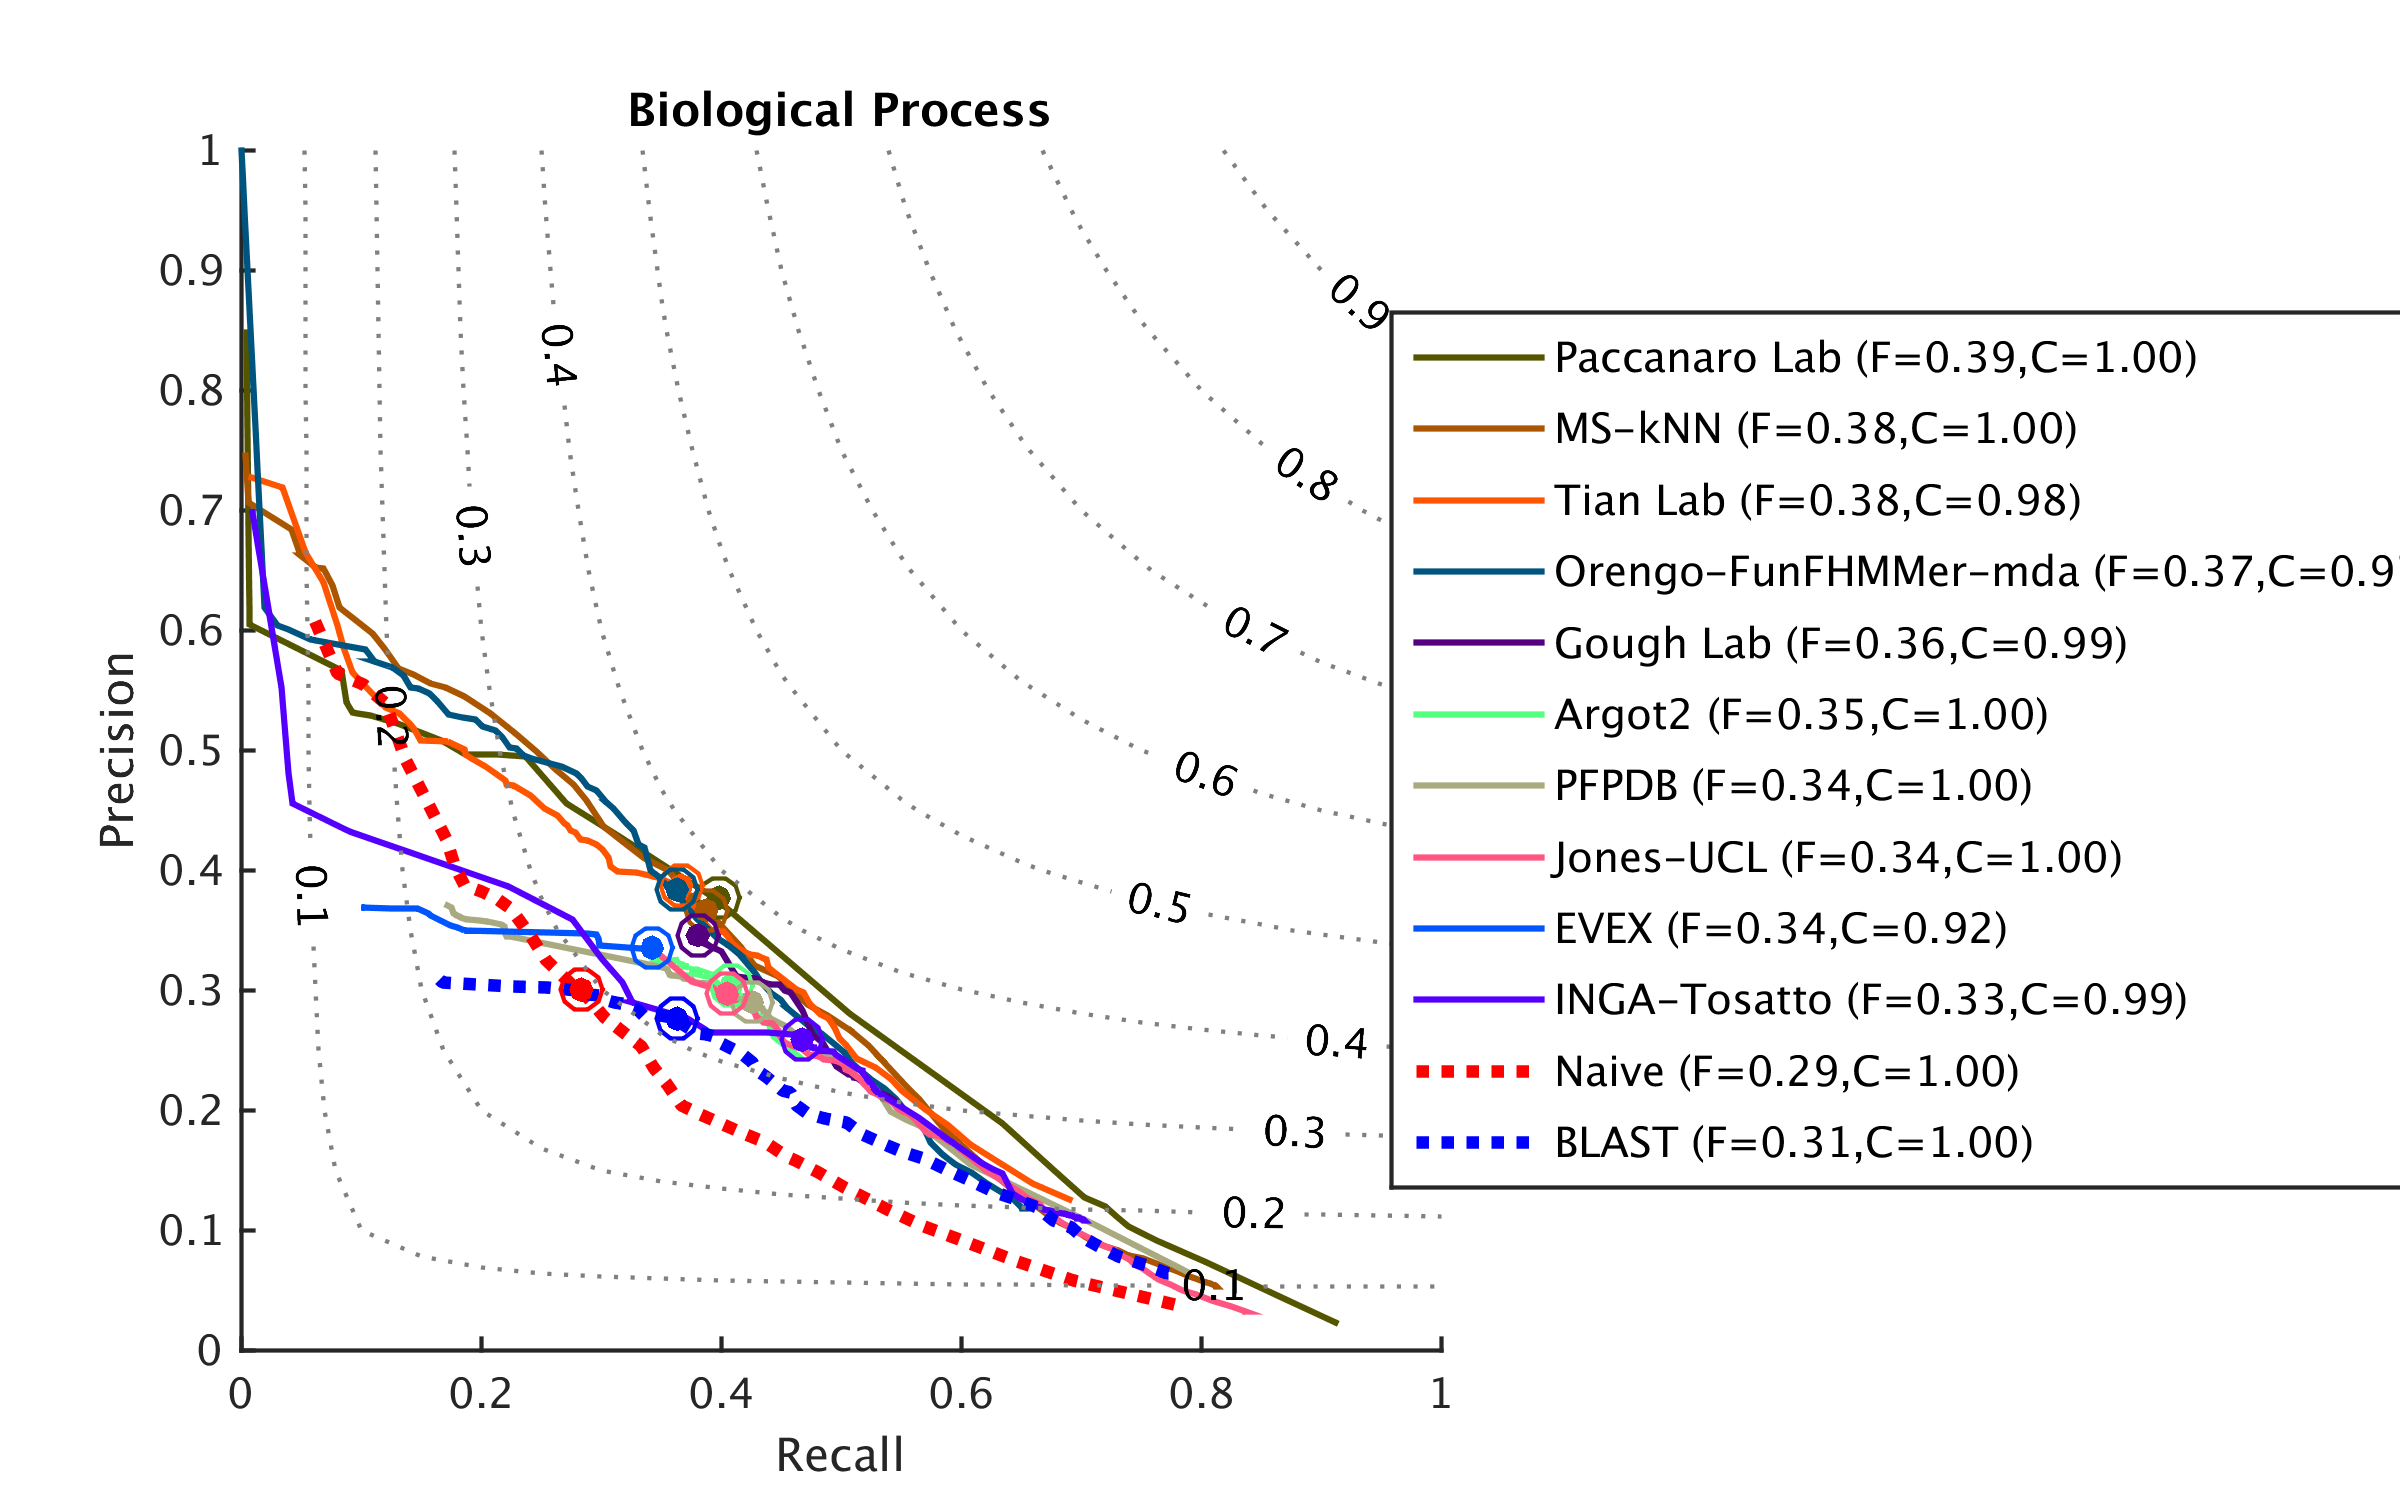 Biological Process
Precision
1
0.9
0.8
0.7
0.6
0.5
0.4
0.3
0.2
0.1
0
0 0.2 0.4 0.6 0.8 1
Recall
0.1
0.2
0.3
0.4
0.9
0.8
0.7
0.6
0.5
0.4
0.3
0.2
0.1
Paccanaro Lab (F=0.39,C=1.00)
MS-kNN (F=0.38,C=1.00)
Tian Lab (F=0.38,C=0.98)
Orengo-FunFHMMer-mda (F=0.37,C=0.9
Gough Lab (F=0.36,C=0.99)
Argot2 (F=0.35,C=1.00)
PFPDB (F=0.34,C=1.00)
Jones-UCL (F=0.34,C=1.00)
EVEX (F=0.34,C=0.92)
INGA-Tosatto (F=0.33,C=0.99)
Naive (F=0.29,C=1.00)
BLAST (F=0.31,C=1.00)